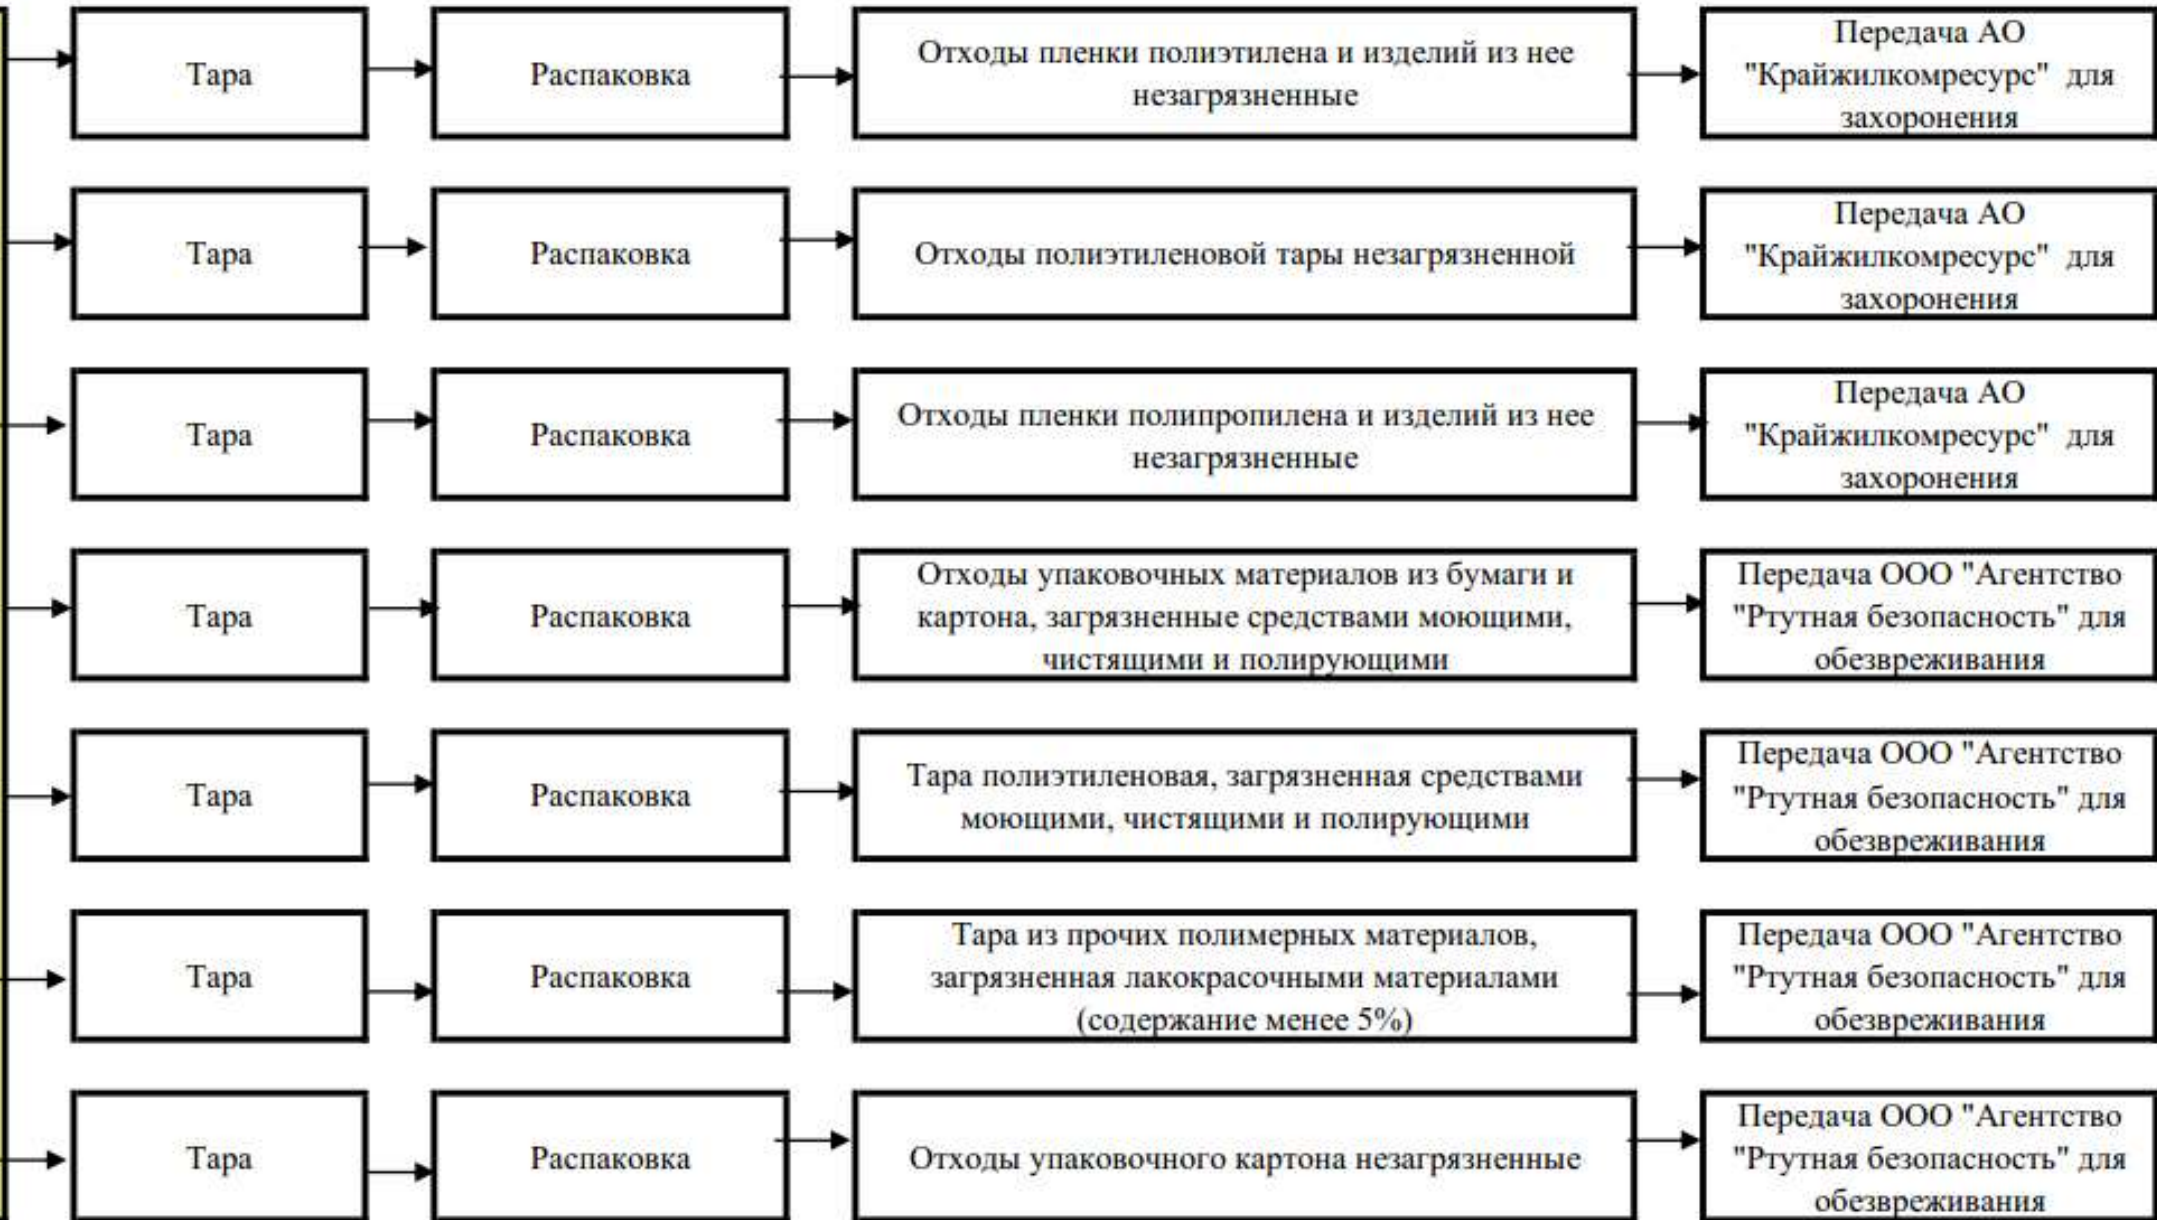 Тара
Распаковка
Отходы пленки полиэтилена и изделий из нее
незагрязненные
Передача АО
"Крайжилкомресурс" для
захоронения
Тара
Распаковка
Отходы полиэтиленовой тары незагрязненной
Передача АО
"Крайжилкомресурс" для
захоронения
Тара
Распаковка
Отходы пленки полипропилена и изделий из нее
незагрязненные
Передача АО
"Крайжилкомресурс" для
захоронения
Тара
Распаковка
Отходы упаковочных материалов из бумаги и
картона, загрязненные средствами моющими,
чистящими и полирующими
Передача ООО "Агентство
"Ртутная безопасность" для
обезвреживания
Тара
Распаковка
Тара полиэтиленовая, загрязненная средствами
моющими, чистящими и полирующими
Передача ООО "Агентство
"Ртутная безопасность" для
обезвреживания
Тара
Распаковка
Тара из прочих полимерных материалов,
загрязненная лакокрасочными материалами
(содержание менее 5%)
Передача ООО "Агентство
"Ртутная безопасность" для
обезвреживания
Тара
Распаковка
Отходы упаковочного картона незагрязненные
Передача ООО "Агентство
"Ртутная безопасность" для
обезвреживания